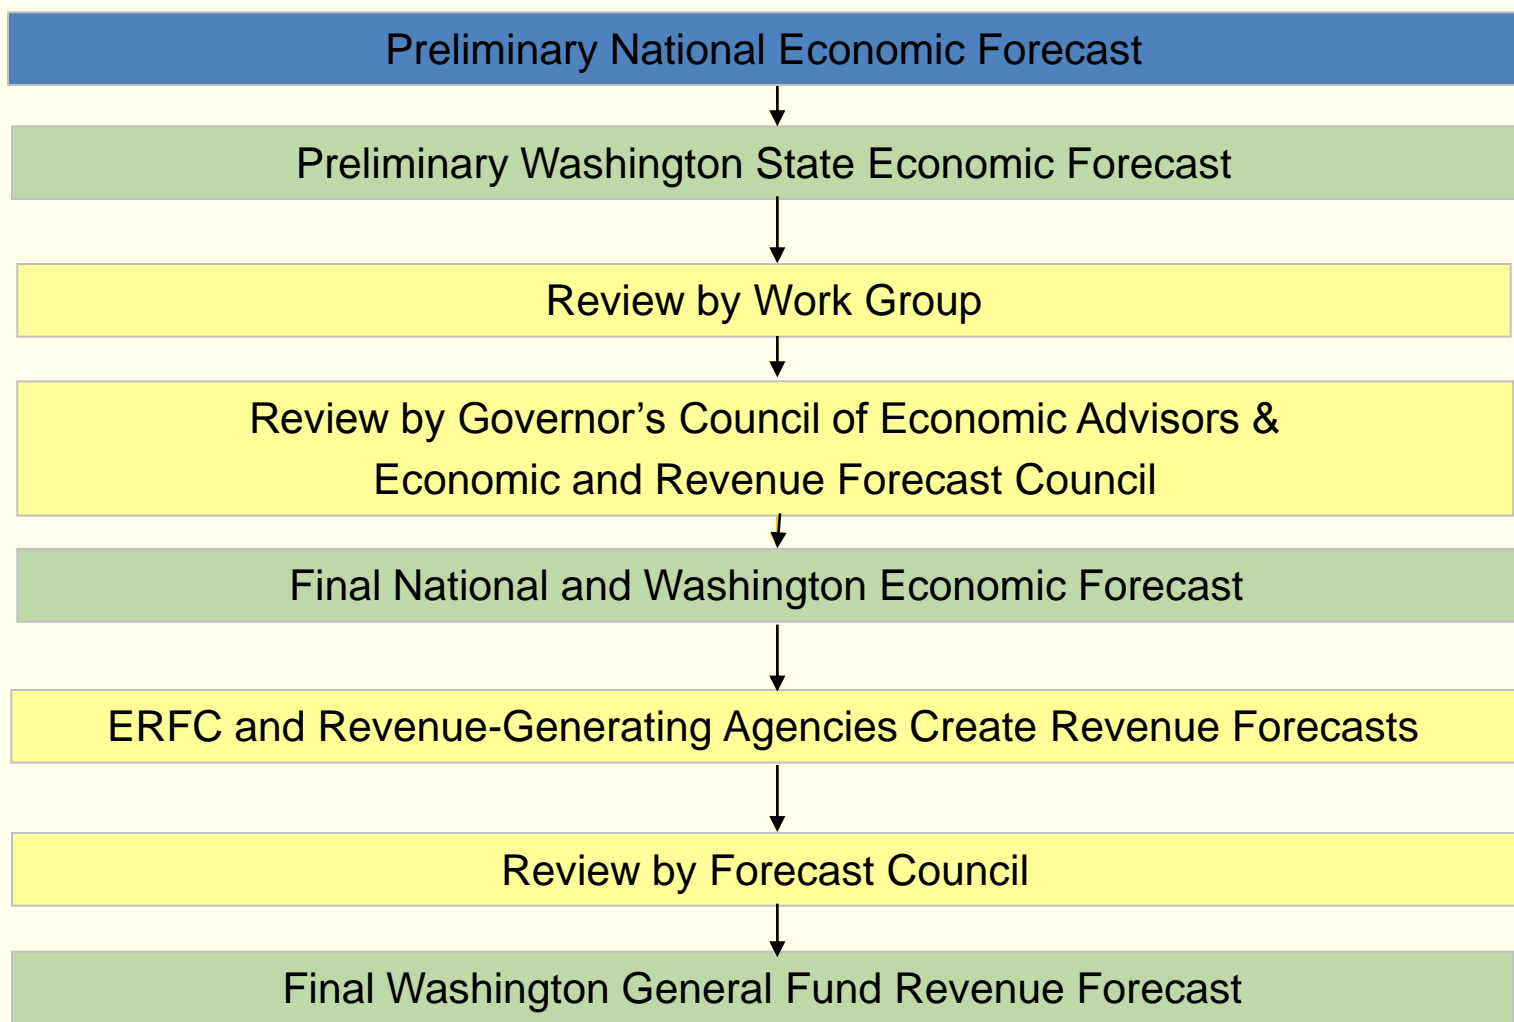 Preliminary National Economic Forecast
Preliminary Washington State Economic Forecast
Review by Work Group
Review by Governor’s Council of Economic Advisors &
Economic and Revenue Forecast Council
Final National and Washington Economic Forecast
ERFC and Revenue-Generating Agencies Create Revenue Forecasts
Review by Forecast Council
Final Washington General Fund Revenue Forecast